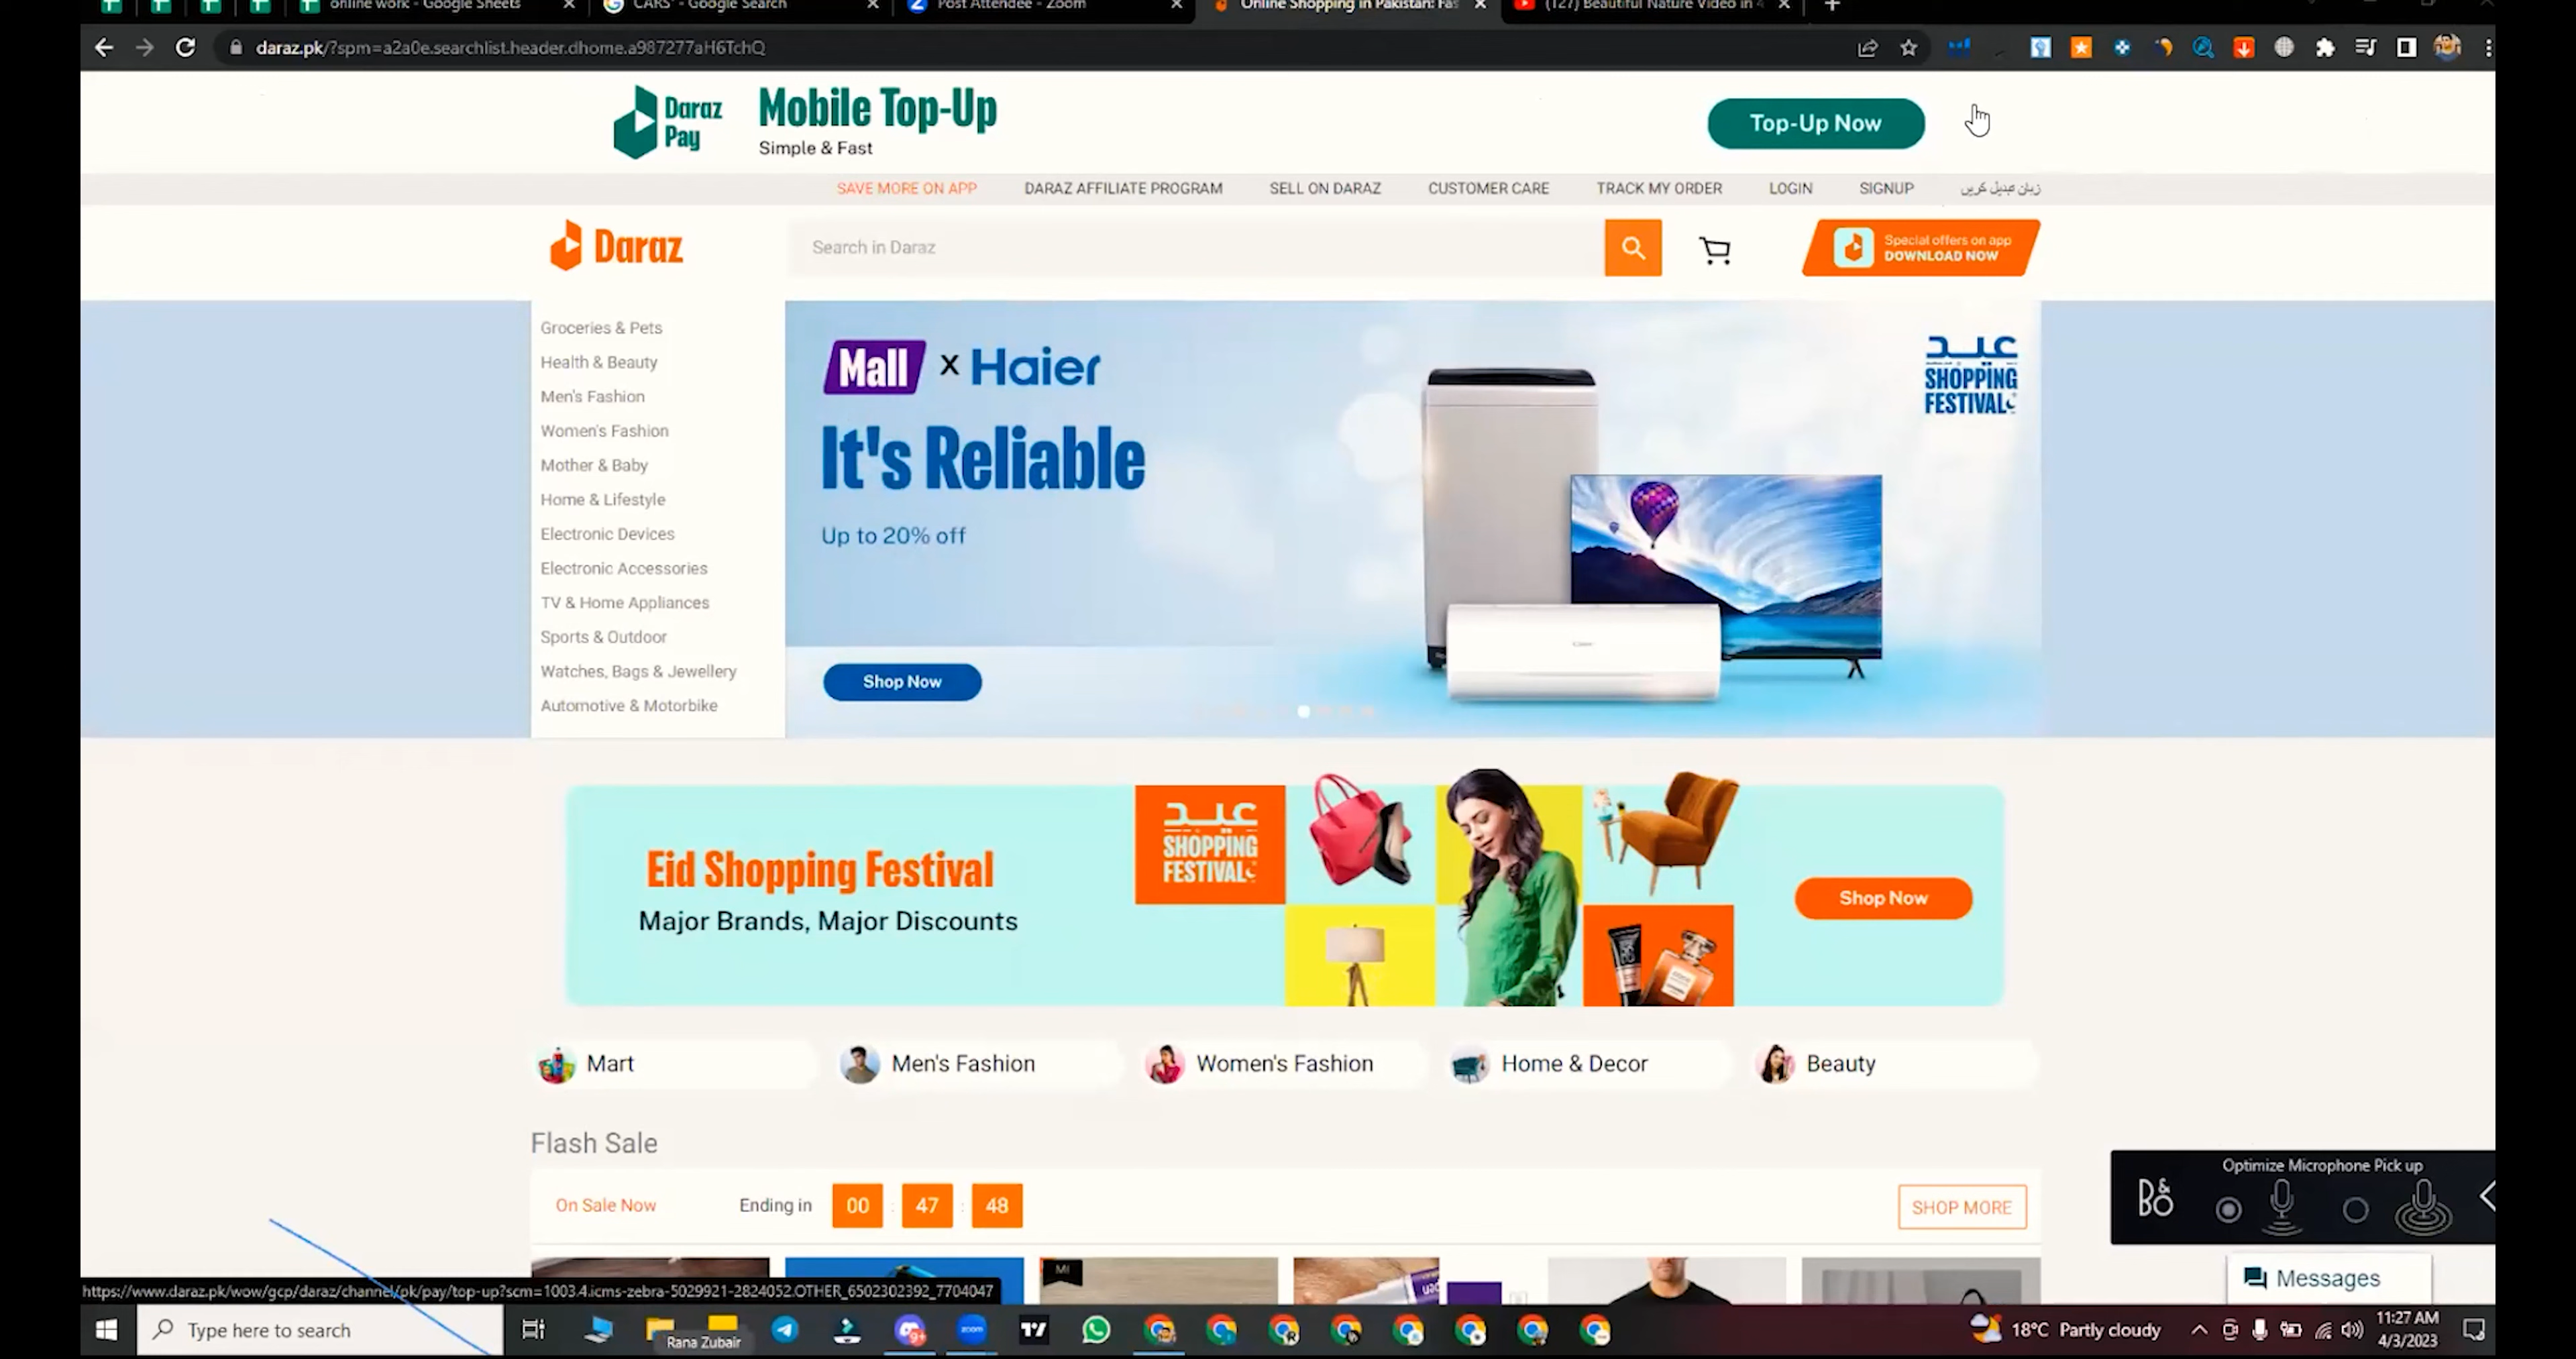 online work - Google Sheets
CARS' - Google Search
Post Attendee - Zoom
Online Shopping in Pakistan: Fas
(127) Beautiful Nature Video in 4
daraz.pk/?spm=a2a0e.searchlist.header.dhome.a987277aH6TchQ
Daraz
Pay
Mobile Top-Up
Simple & Fast
Top-Up Now
SAVE MORE ON APP
DARAZ AFFILIATE PROGRAM
SELL ON DARAZ
CUSTOMER CARE
TRACK MY ORDER
LOGIN
SIGNUP
زبان تبدیل کریں
Daraz
Search in Daraz
Special offers on app
DOWNLOAD NOW
Groceries & Pets
Health & Beauty
Men's Fashion
Women's Fashion
Mother & Baby
Home & Lifestyle
Electronic Devices
Electronic Accessories
TV & Home Appliances
Sports & Outdoor
Watches, Bags & Jewellery
Automotive & Motorbike
Mall x Haier
It's Reliable
Up to 20% off
Shop Now
عید
SHOPPING
FESTIVAL
Eid Shopping Festival
Major Brands, Major Discounts
عید
SHOPPING
FESTIVAL
Shop Now
Mart
Men's Fashion
Women's Fashion
Home & Decor
Beauty
Flash Sale
On Sale Now
Ending in
00 : 47 : 48
SHOP MORE
MI
Optimize Microphone Pick up
B&O
Messages
https://www.daraz.pk/wow/gcp/daraz/channel/pk/pay/top-up?scm=1003.4.icms-zebra-5029921-2824052.OTHER_6502302392_7704047
Type here to search
Rana Zubair
9+
zoom
18°C Partly cloudy
11:27 AM
4/3/2023